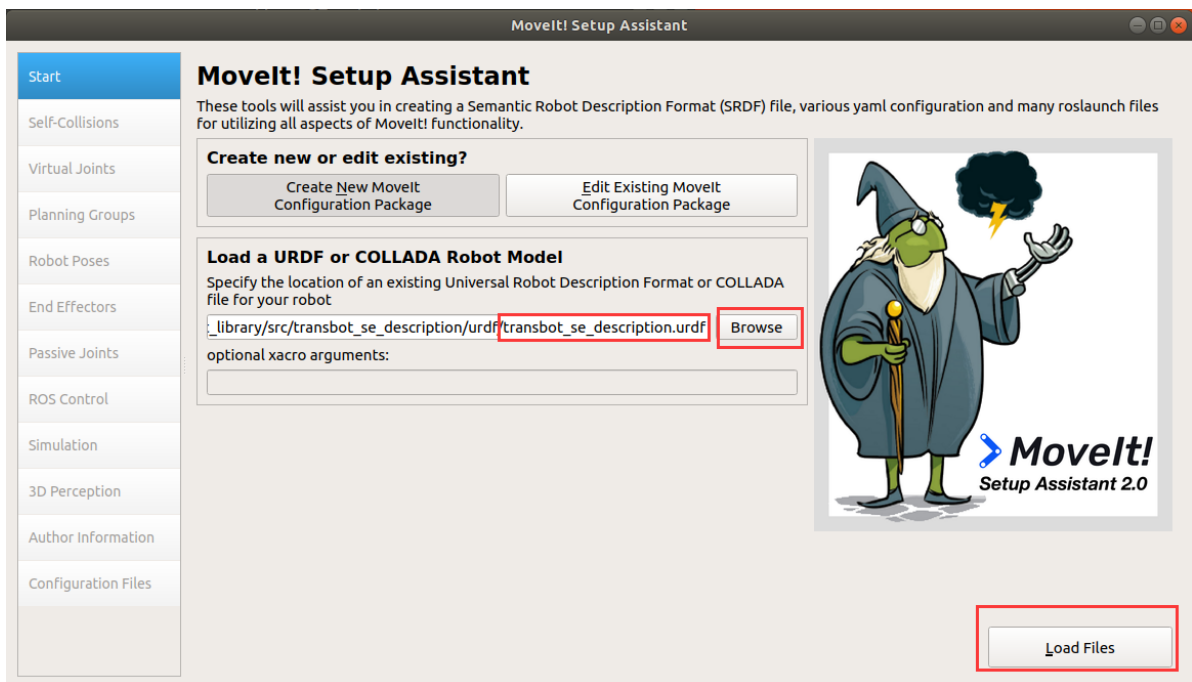 MoveIt! Setup Assistant
Start
Self-Collisions
Virtual Joints
Planning Groups
Robot Poses
End Effectors
Passive Joints
ROS Control
Simulation
3D Perception
Author Information
Configuration Files
MoveIt! Setup Assistant
These tools will assist you in creating a Semantic Robot Description Format (SRDF) file, various yaml configuration and many roslaunch files
for utilizing all aspects of MoveIt! functionality.
Create new or edit existing?
Create New MoveIt
Configuration Package
Edit Existing MoveIt
Configuration Package
Load a URDF or COLLADA Robot Model
Specify the location of an existing Universal Robot Description Format or COLLADA
file for your robot
_library/src/transbot_se_description/urdf/transbot_se_description.urdf
Browse
optional xacro arguments:
MoveIt!
Setup Assistant 2.0
Load Files